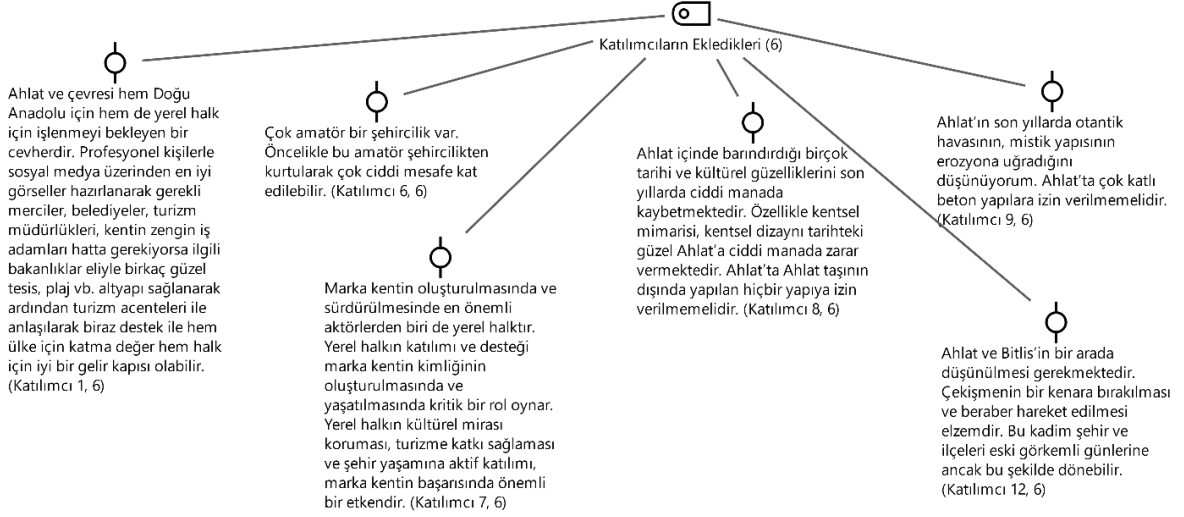 Katılımcıların Ekledikleri (6)
Ahlat ve çevresi hem Doğu
Anadolu için hem de yerel halk
için işlenmeyi bekleyen bir
cevherdir. Profesyonel kişilerle
sosyal medya üzerinden en iyi
görseller hazırlanarak gerekli
merciler, belediyeler, turizm
müdürlükleri, kentin zengin iş
adamları hatta gerekiyorsa ilgili
bakanlıklar eliyle birkaç güzel
tesis, plaj vb. altyapı sağlanarak
ardından turizm acenteleri ile
anlaşılarak biraz destek ile hem
ülke için katma değer hem halk
için iyi bir gelir kapısı olabilir.
(Katılımcı 1, 6)
Çok amatör bir şehircilik var.
Öncelikle bu amatör şehircilikten
kurtularak çok ciddi mesafe kat
edilebilir. (Katılımcı 6, 6)
Marka kentin oluşturulmasında ve
sürdürülmesinde en önemli
aktörlerden biri de yerel halktır.
Yerel halkın katılımı ve desteği
marka kentin kimliğinin
oluşturulmasında ve
yaşatılmasında kritik bir rol oynar.
Yerel halkın kültürel mirası
koruması, turizme katkı sağlaması
ve şehir yaşamına aktif katılımı,
marka kentin başarısında önemli
bir etkendir. (Katılımcı 7, 6)
Ahlat içinde barındırdığı birçok
tarihi ve kültürel güzelliklerini son
yıllarda ciddi manada
kaybetmektedir. Özellikle kentsel
mimarisi, kentsel dizaynı tarihteki
güzel Ahlat'a ciddi manada zarar
vermektedir. Ahlat'ta Ahlat taşının
dışında yapılan hiçbir yapıya izin
verilmemelidir. (Katılımcı 8, 6)
Ahlat'ın son yıllarda otantik
havasının, mistik yapısının
erozyona uğradığını
düşünüyorum. Ahlat'ta çok katlı
beton yapılara izin verilmemelidir.
(Katılımcı 9, 6)
Ahlat ve Bitlis'in bir arada
düşünülmesi gerekmektedir.
Çekişmenin bir kenara bırakılması
ve beraber hareket edilmesi
elzemdir. Bu kadim şehir ve
ilçeleri eski görkemli günlerine
ancak bu şekilde dönebilir.
(Katılımcı 12, 6)